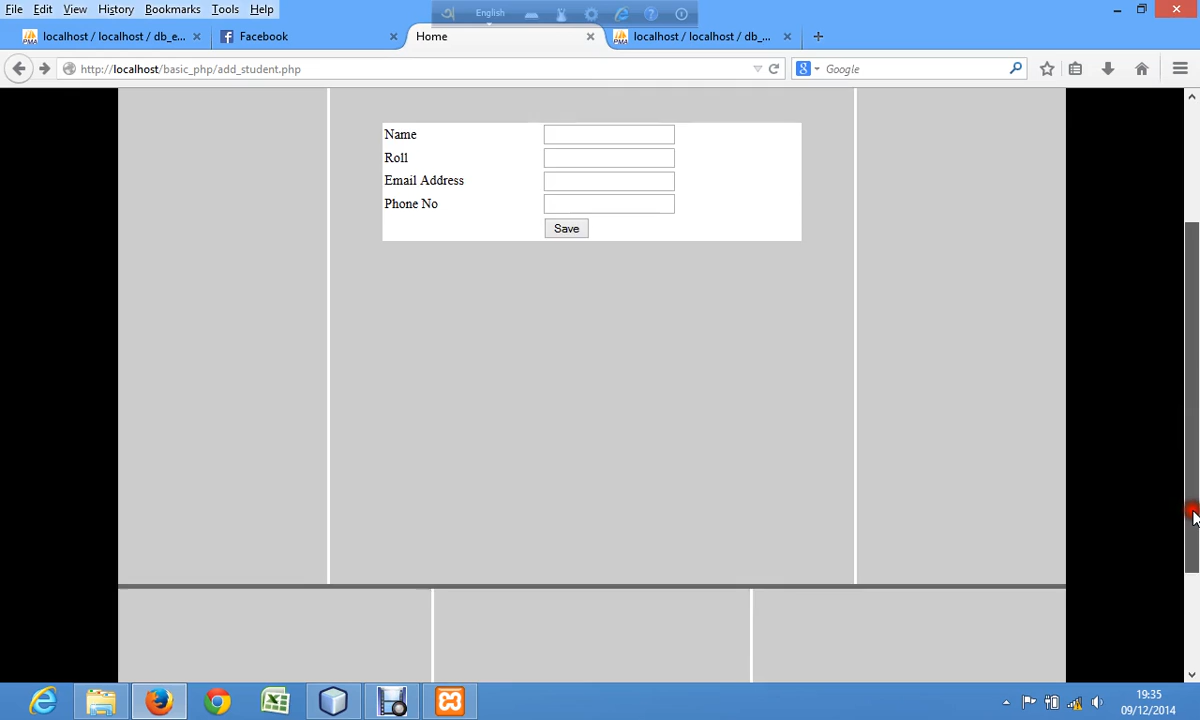 File Edit View History Bookmarks Tools Help
অ English
localhost / localhost / db_e...
Facebook
Home
localhost / localhost / db_...
http://localhost/basic_php/add_student.php
Google
Name
Roll
Email Address
Phone No
Save
19:35
09/12/2014